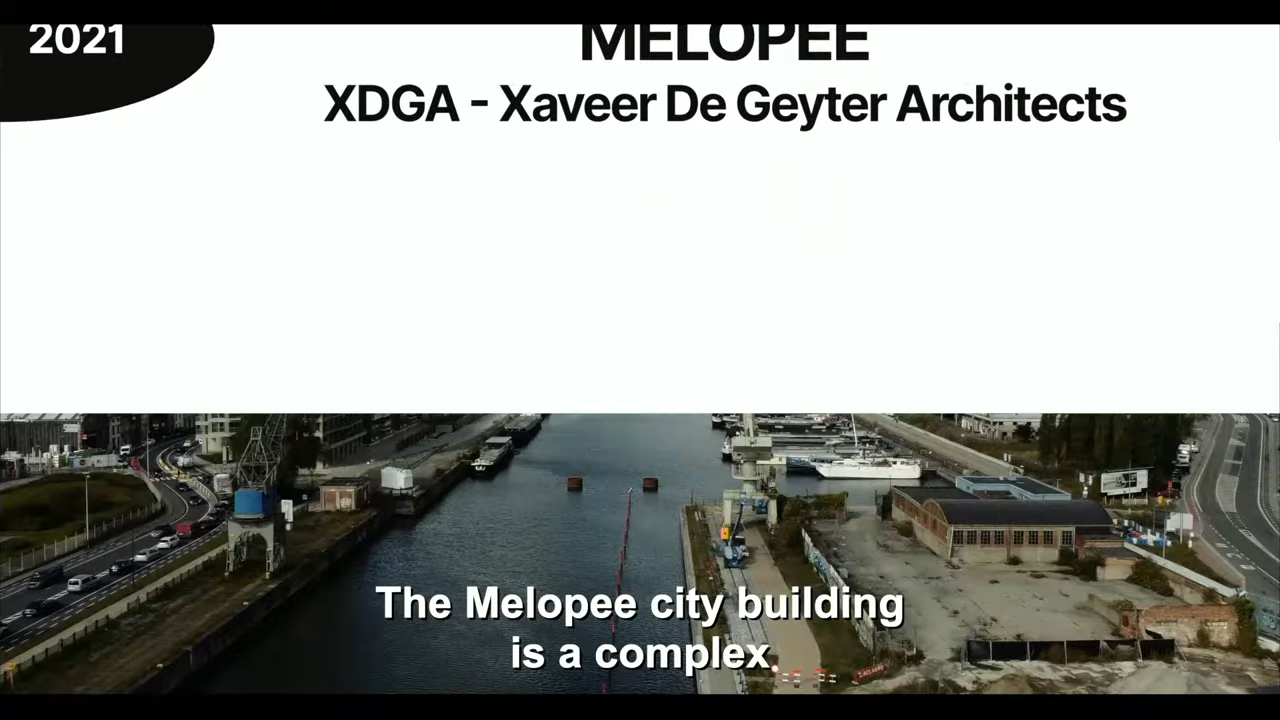 2021
MELOPEE
XDGA - Xaveer De Geyter Architects
The Melopee city building
is a complex.